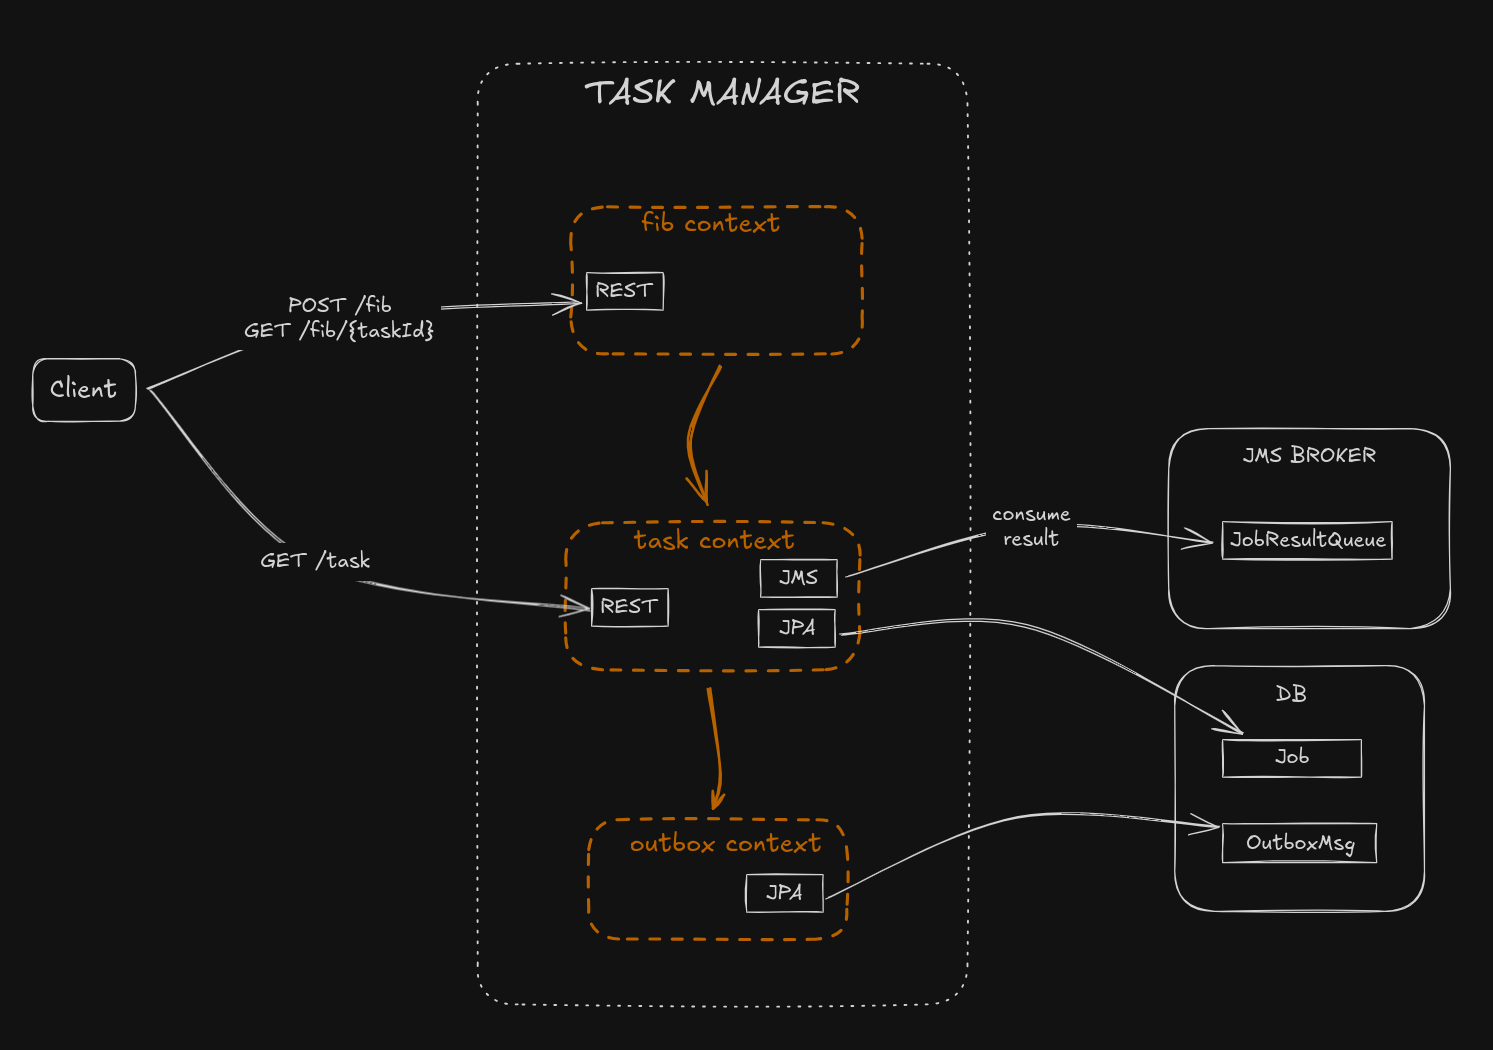 TASK MANAGER
fib context
REST
POST /fib
GET /fib/{taskId}
Client
GET /task
task context
JMS
REST
JPA
consume
result
JMS BROKER
JobResultQueue
DB
Job
OutboxMsg
outbox context
JPA